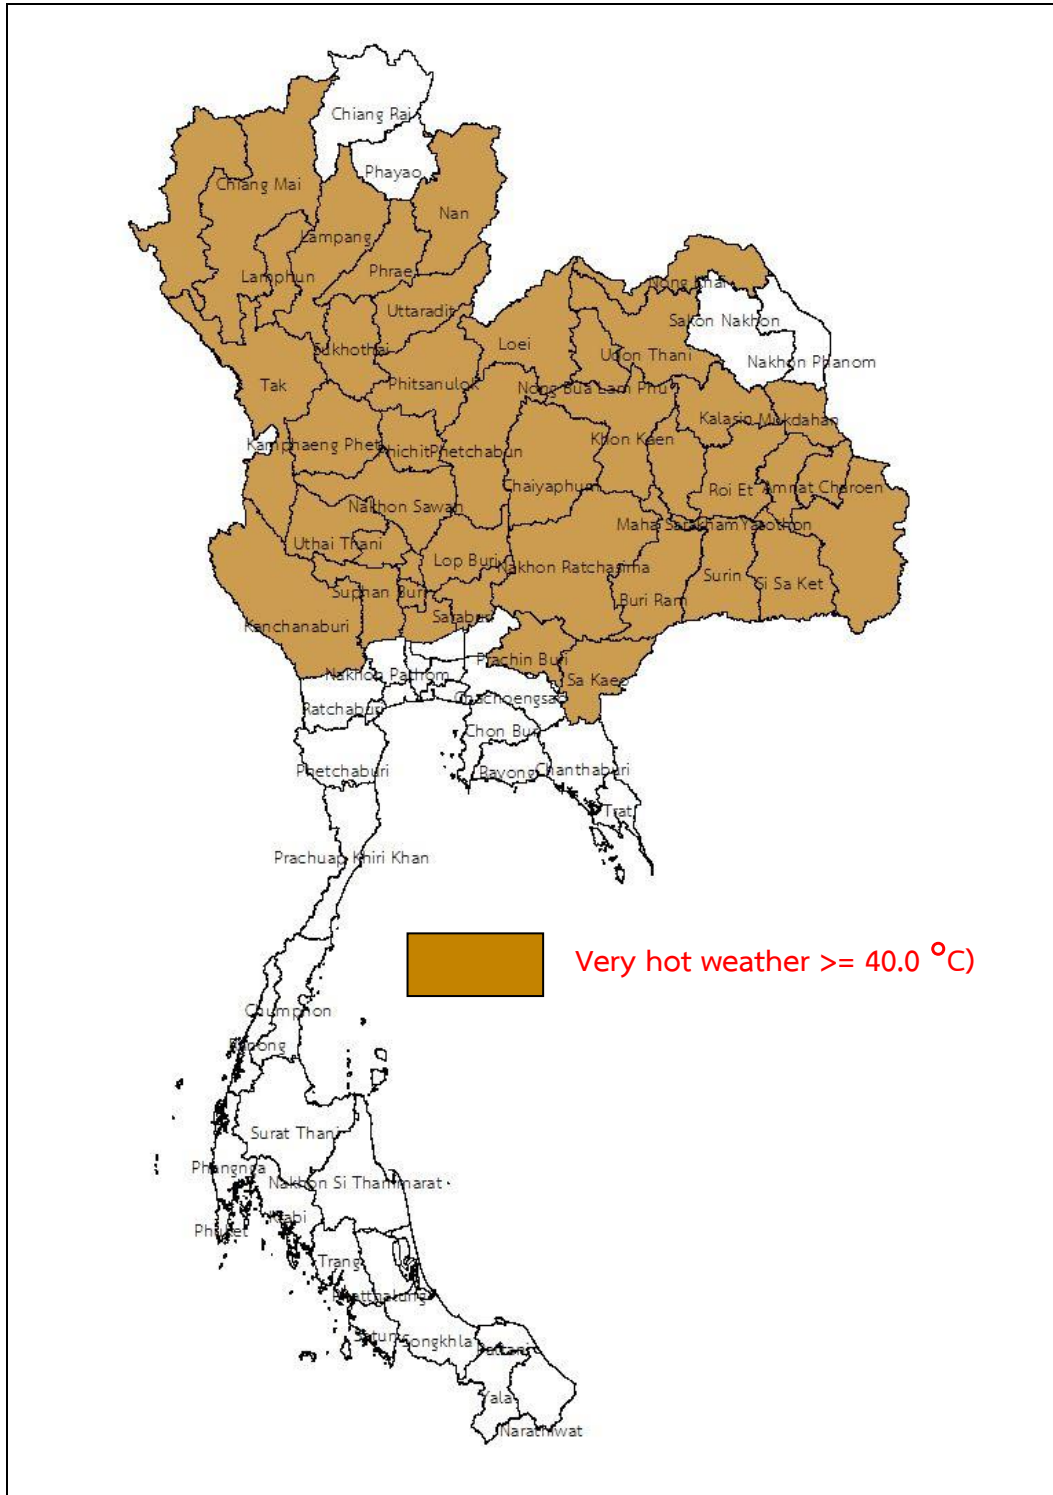 Chiang Rai
Phayao
Chiang Mai
Nan
Lampang
Phrae
Lamphun
Nong Khai
Uttaradit
Sakon Nakhon
Sukhothai
Loei
Udon Thani
Nakhon Phanom
Tak
Phitsanulok
Nong Bua Lam Phu
Kalasin
Mukdahan
Kamphaeng Phet
Phichit
Phetchabun
Khon Kaen
Chaiyaphum
Roi Et
Amnat Charoen
Nakhon Sawan
Maha Sarakham
Yasothon
Uthai Thani
Lop Buri
Nakhon Ratchasima
Surin
Si Sa Ket
Suphan Buri
Buri Ram
Saraburi
Kanchanaburi
Prachin Buri
Nakhon Pathom
Sa Kaeo
Chachoengsao
Ratchaburi
Chon Buri
Phetchaburi
Rayong
Chanthaburi
Trat
Prachuap Khiri Khan
Very hot weather >= 40.0 °C)
Chumphon
Ranong
Surat Thani
Phangnga
Nakhon Si Thammarat
Krabi
Phuket
Trang
Phatthalung
Satun
Songkhla
Pattani
Yala
Narathiwat